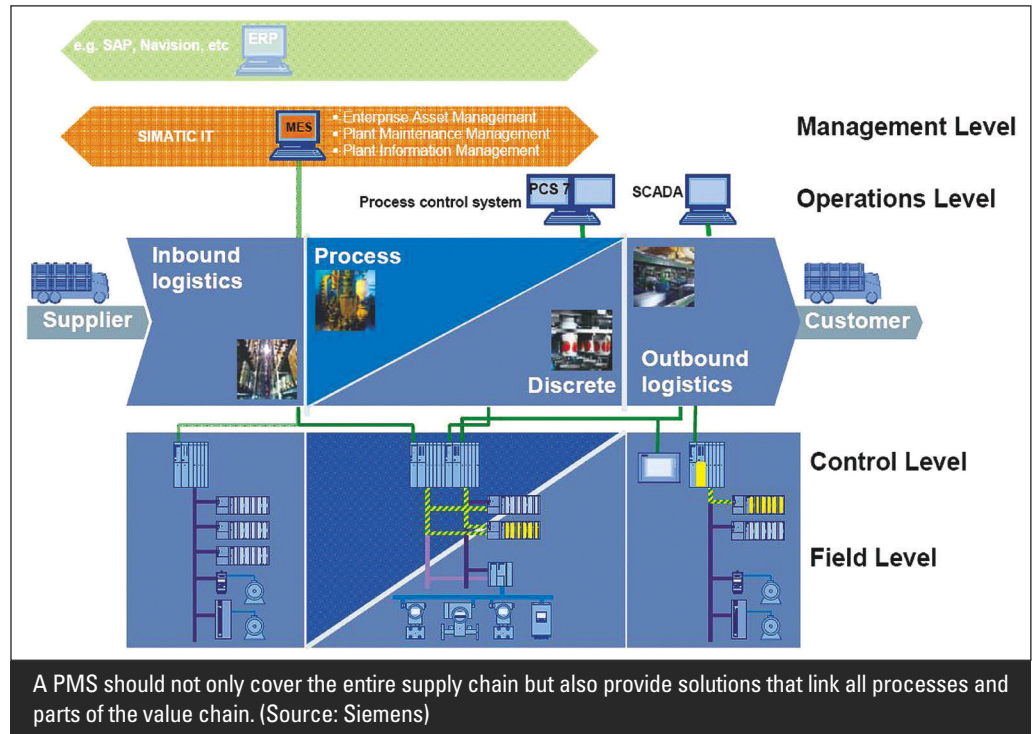 e.g. SAP, Navision, etc
ERP
SIMATIC IT
MES
• Enterprise Asset Management
• Plant Maintenance Management
• Plant Information Management
Management Level
Process control system
PCS 7
SCADA
Operations Level
Supplier
Inbound
logistics
Process
Discrete
Outbound
logistics
Customer
Control Level
Field Level
A PMS should not only cover the entire supply chain but also provide solutions that link all processes and
parts of the value chain. (Source: Siemens)